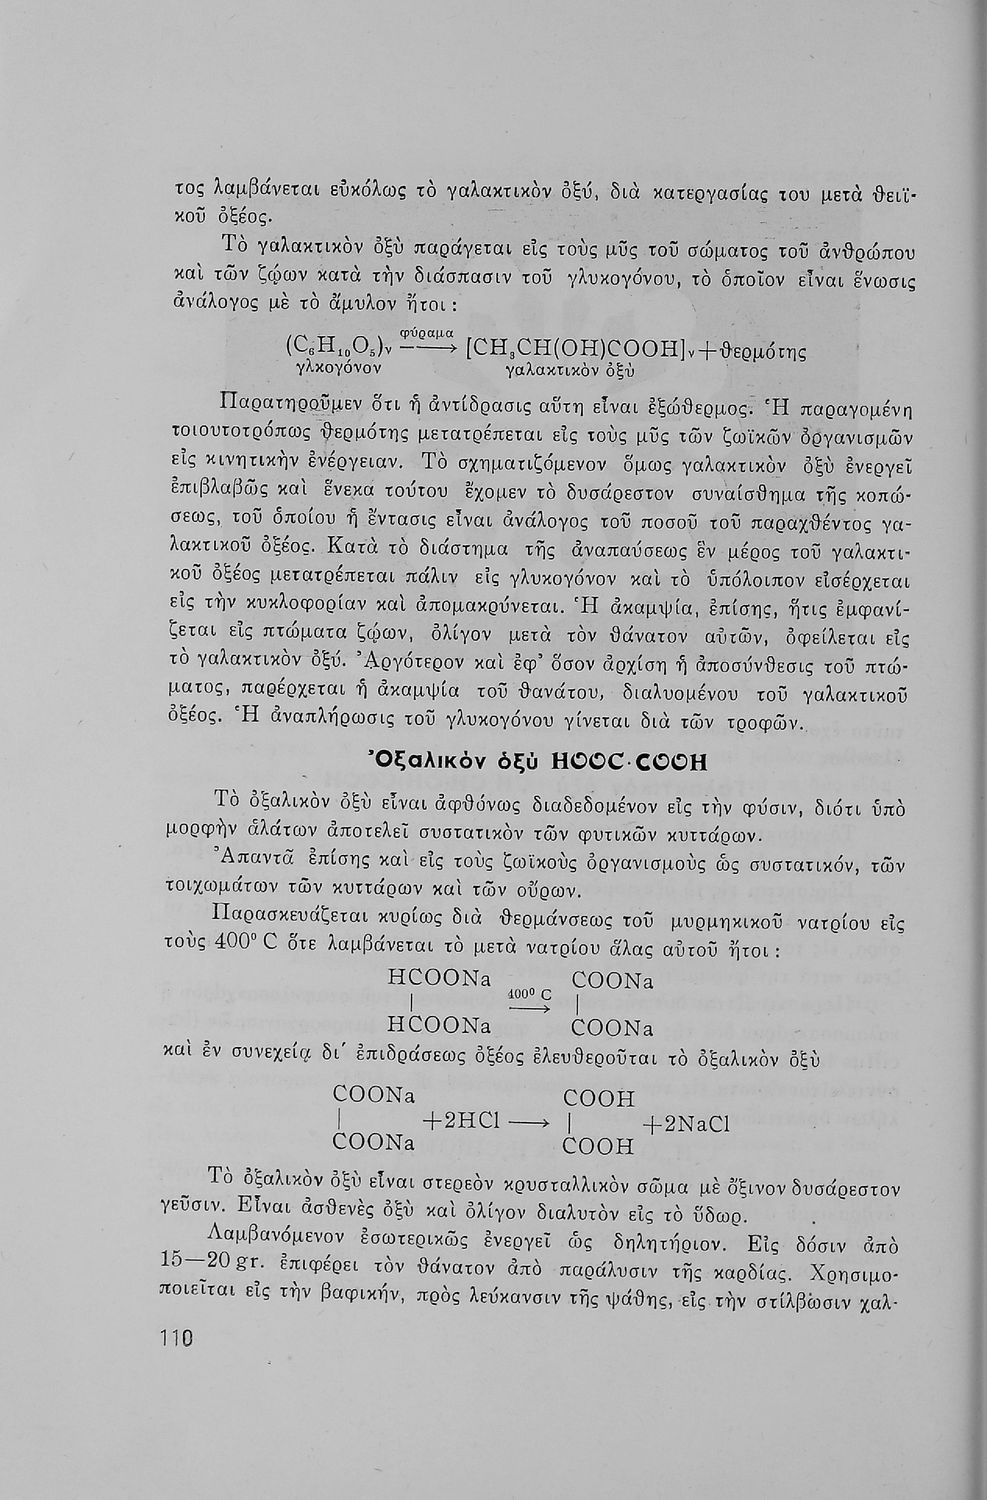 τος λαμβάνεται εὐκόλως τὸ γαλακτικὸν ὀξύ, διὰ κατεργασίας του μετὰ θειϊ-
κοῦ ὀξέος.
Τὸ γαλακτικὸν ὀξὺ παράγεται εἰς τοὺς μῦς τοῦ σώματος τοῦ ἀνθρώπου
καὶ τῶν ζῴων κατὰ τὴν διάσπασιν τοῦ γλυκογόνου, τὸ ὁποῖον εἶναι ἕνωσις
ἀνάλογος μὲ τὸ ἄμυλον ἤτοι :
φύραμα
(C₆H₁₀O₅)ᵥ ⟶ [CH₃CH(OH)COOH]ᵥ+θερμότης
γλκογόνον γαλακτικὸν ὀξὺ
Παρατηροῦμεν ὅτι ἡ ἀντίδρασις αὕτη εἶναι ἐξώθερμος. Ἡ παραγομένη
τοιουτοτρόπως θερμότης μετατρέπεται εἰς τοὺς μῦς τῶν ζωϊκῶν ὀργανισμῶν
εἰς κινητικὴν ἐνέργειαν. Τὸ σχηματιζόμενον ὅμως γαλακτικὸν ὀξὺ ἐνεργεῖ
ἐπιβλαβῶς καὶ ἕνεκα τούτου ἔχομεν τὸ δυσάρεστον συναίσθημα τῆς κοπώ-
σεως, τοῦ ὁποίου ἡ ἔντασις εἶναι ἀνάλογος τοῦ ποσοῦ τοῦ παραχθέντος γα-
λακτικοῦ ὀξέος. Κατὰ τὸ διάστημα τῆς ἀναπαύσεως ἓν μέρος τοῦ γαλακτι-
κοῦ ὀξέος μετατρέπεται πάλιν εἰς γλυκογόνον καὶ τὸ ὑπόλοιπον εἰσέρχεται
εἰς τὴν κυκλοφορίαν καὶ ἀπομακρύνεται. Ἡ ἀκαμψία, ἐπίσης, ἥτις ἐμφανί-
ζεται εἰς πτώματα ζῴων, ὀλίγον μετὰ τὸν θάνατον αὐτῶν, ὀφείλεται εἰς
τὸ γαλακτικὸν ὀξύ. Ἀργότερον καὶ ἐφ' ὅσον ἀρχίση ἡ ἀποσύνθεσις τοῦ πτώ-
ματος, παρέρχεται ἡ ἀκαμψία τοῦ θανάτου, διαλυομένου τοῦ γαλακτικοῦ
ὀξέος. Ἡ ἀναπλήρωσις τοῦ γλυκογόνου γίνεται διὰ τῶν τροφῶν.
Ὀξαλικὸν ὀξὺ HOOC·COOH
Τὸ ὀξαλικὸν ὀξὺ εἶναι ἀφθόνως διαδεδομένον εἰς τὴν φύσιν, διότι ὑπὸ
μορφὴν ἁλάτων ἀποτελεῖ συστατικὸν τῶν φυτικῶν κυττάρων.
Ἀπαντᾶ ἐπίσης καὶ εἰς τοὺς ζωϊκοὺς ὀργανισμοὺς ὡς συστατικόν, τῶν
τοιχωμάτων τῶν κυττάρων καὶ τῶν οὔρων.
Παρασκευάζεται κυρίως διὰ θερμάνσεως τοῦ μυρμηκικοῦ νατρίου εἰς
τοὺς 400° C ὅτε λαμβάνεται τὸ μετὰ νατρίου ἅλας αὐτοῦ ἤτοι :
HCOONa COONa
| 400° C ⟶ |
HCOONa COONa
καὶ ἐν συνεχείᾳ δι' ἐπιδράσεως ὀξέος ἐλευθεροῦται τὸ ὀξαλικὸν ὀξὺ
COONa COOH
| +2HCl ⟶ | +2NaCl
COONa COOH
Τὸ ὀξαλικὸν ὀξὺ εἶναι στερεὸν κρυσταλλικὸν σῶμα μὲ ὄξινον δυσάρεστον
γεῦσιν. Εἶναι ἀσθενὲς ὀξὺ καὶ ὀλίγον διαλυτὸν εἰς τὸ ὕδωρ.
Λαμβανόμενον ἐσωτερικῶς ἐνεργεῖ ὡς δηλητήριον. Εἰς δόσιν ἀπὸ
15—20 gr. ἐπιφέρει τὸν θάνατον ἀπὸ παράλυσιν τῆς καρδίας. Χρησιμο-
ποιεῖται εἰς τὴν βαφικήν, πρὸς λεύκανσιν τῆς ψάθης, εἰς τὴν στίλβωσιν χαλ-
110